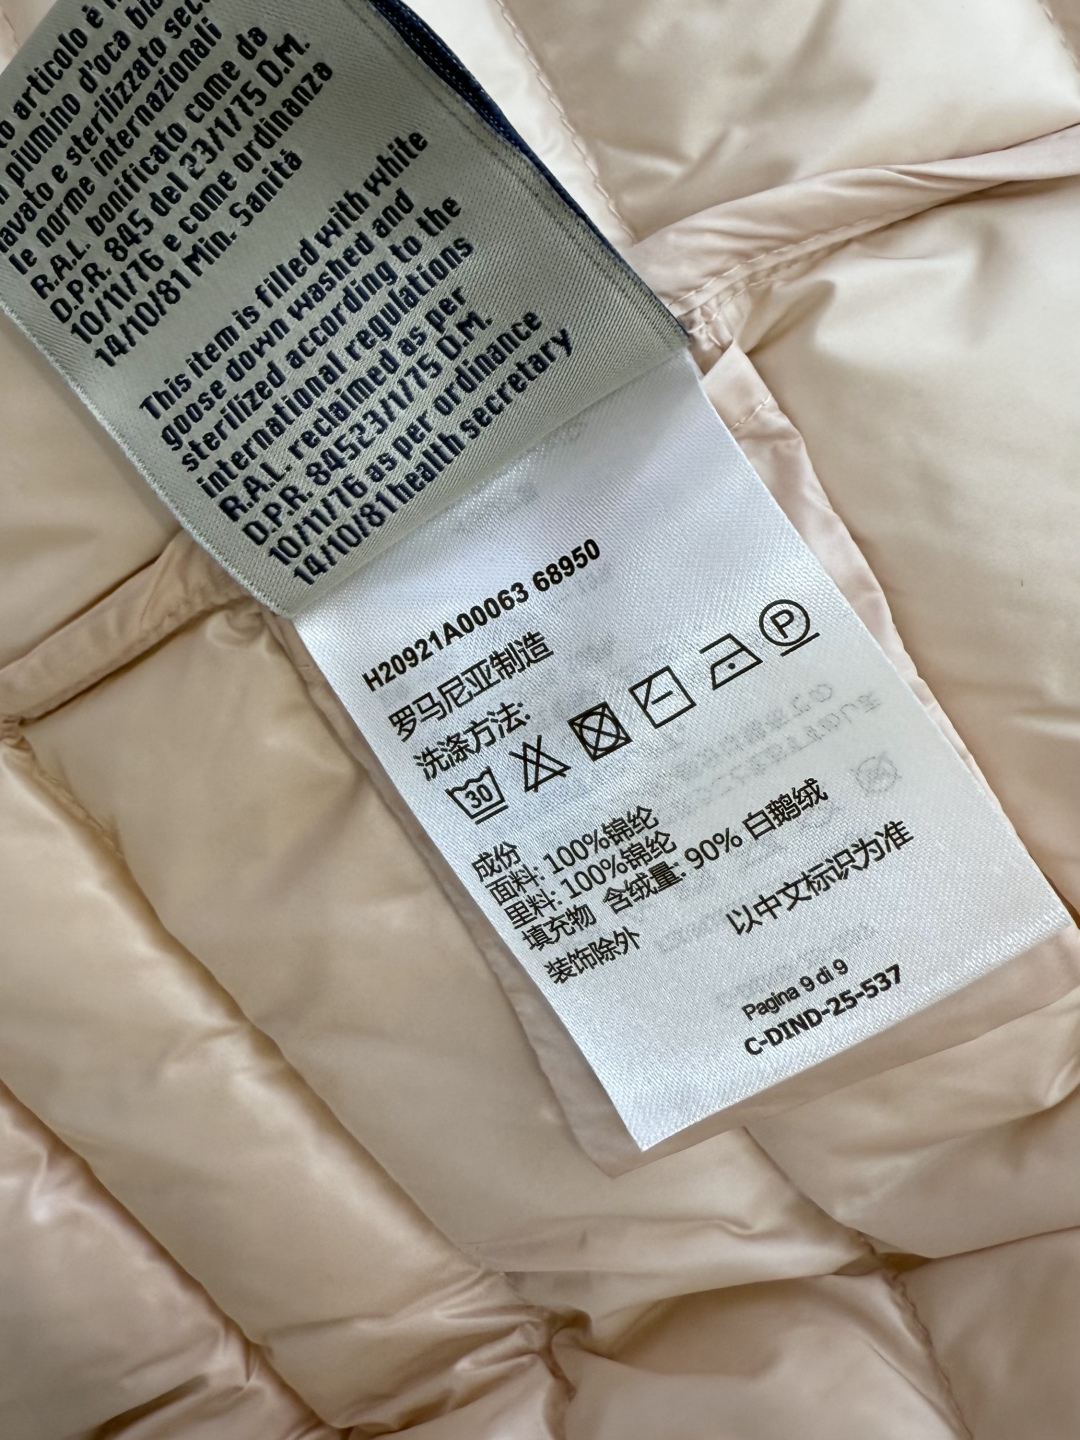 articolo è
piumino d'oca
lavato e sterilizzato
le norme internazionali
R.A.L. bonificato come da
D.P.R. 845 del 23/1/75 D.M.
10/11/76 e come ordinanza
14/10/81 Min. Sanità
This item is filled with white
goose down washed and
sterilized according to the
international regulations
R.A.L. reclaimed as per
D.P.R. 84523/1/75 D.M.
10/11/76 as per ordinance
14/10/81 health secretary
H20921A00063 68950
罗马尼亚制造
洗涤方法:
30 P
成份
面料: 100%锦纶
里料: 100%锦纶
填充物 含绒量: 90% 白鹅绒
装饰除外
以中文标识为准
Pagina 9 di 9
C-DIND-25-537